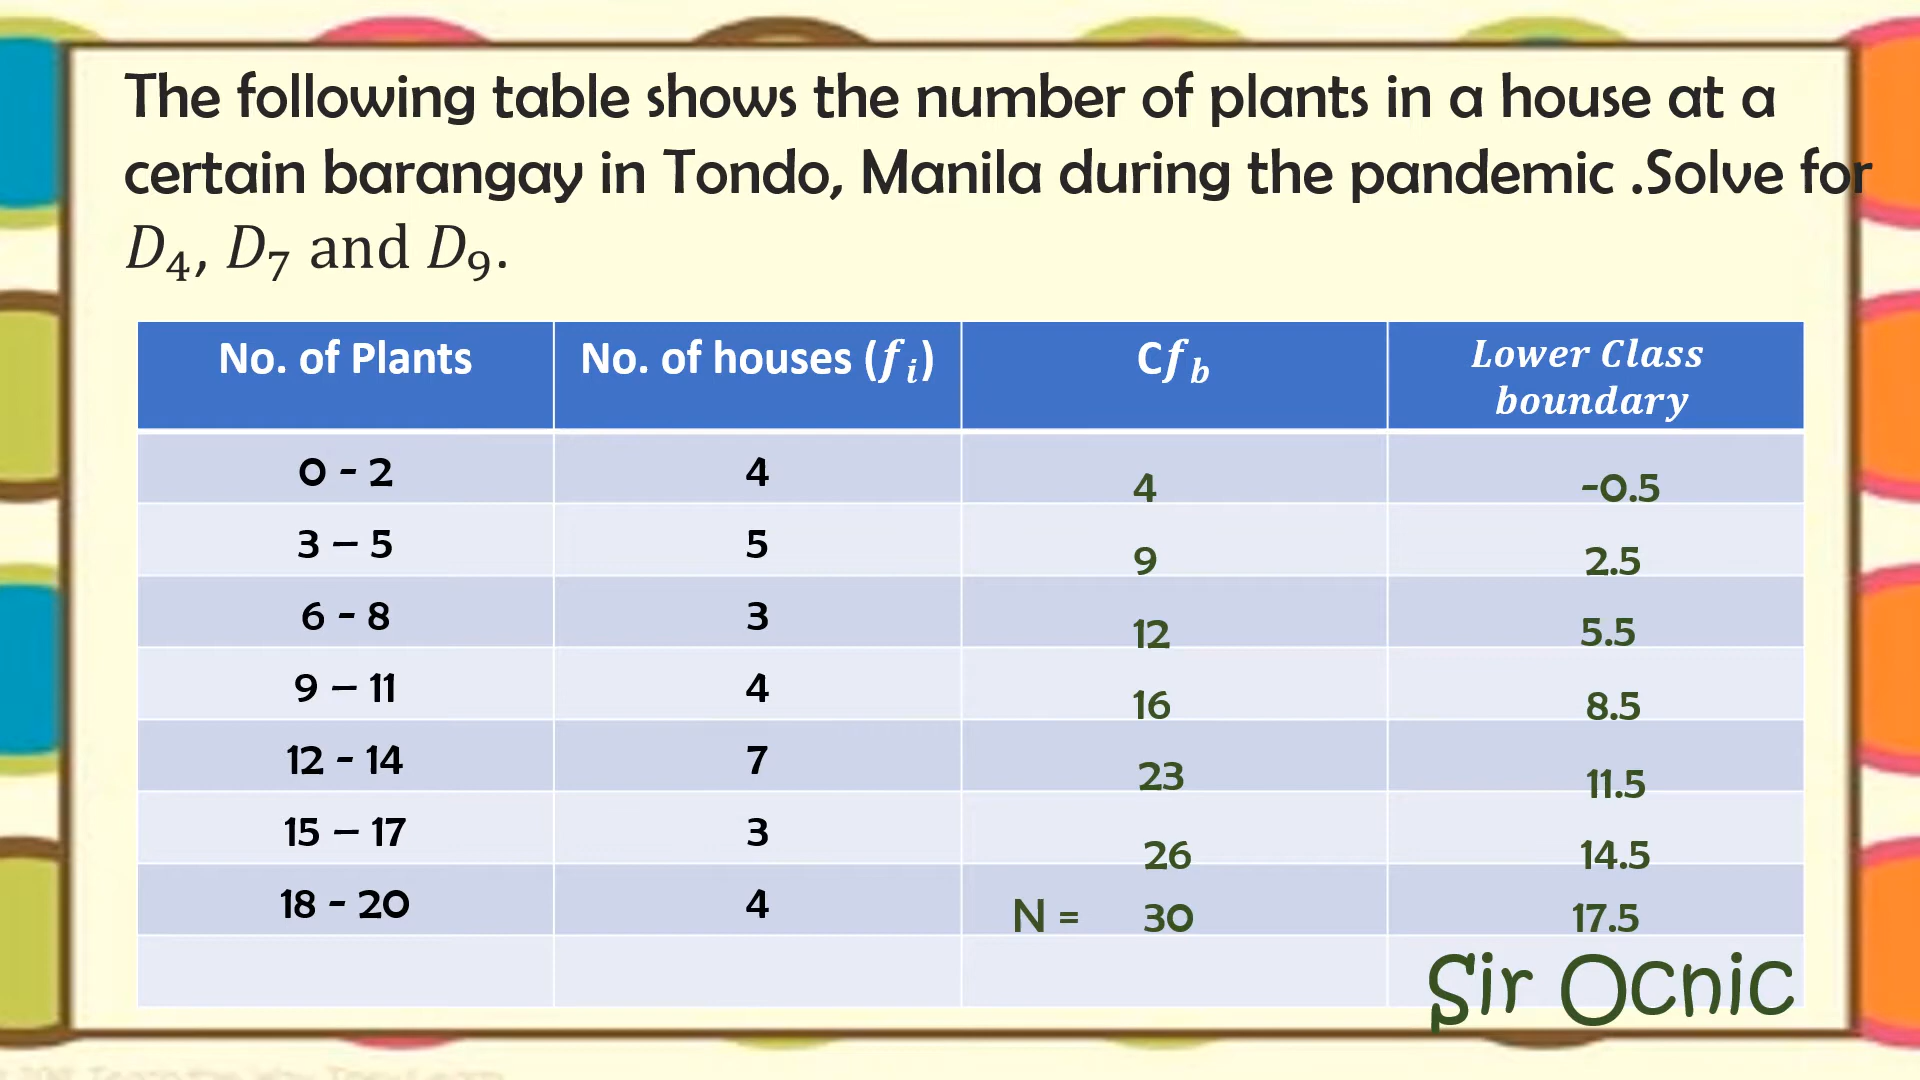 The following table shows the number of plants in a house at a
certain barangay in Tondo, Manila during the pandemic .Solve for
D₄, D₇ and D₉.
No. of Plants No. of houses (fᵢ) Cf_b Lower Class boundary
0 - 2 4 4 -0.5
3 – 5 5 9 2.5
6 - 8 3 12 5.5
9 – 11 4 16 8.5
12 - 14 7 23 11.5
15 – 17 3 26 14.5
18 - 20 4 N = 30 17.5
Sir Ocnic